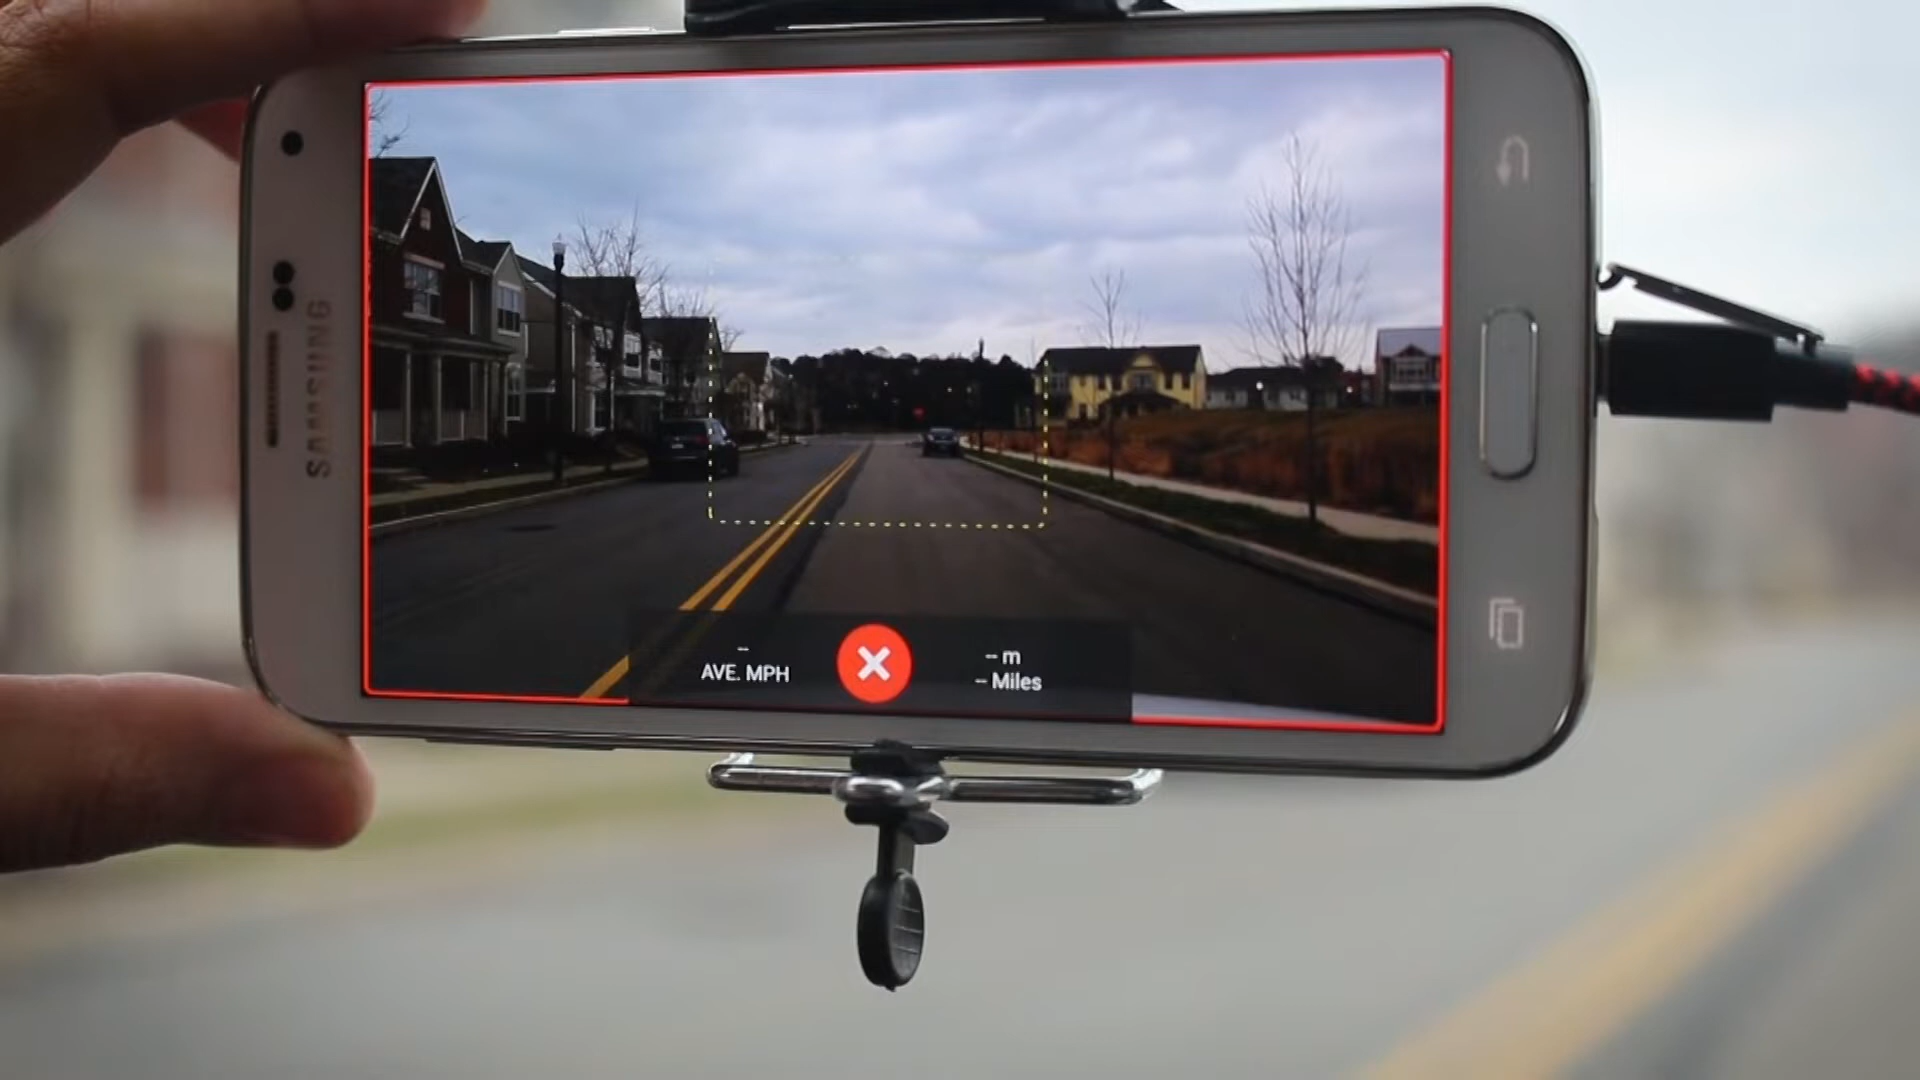 SAMSUNG
--
AVE. MPH
-- m
-- Miles